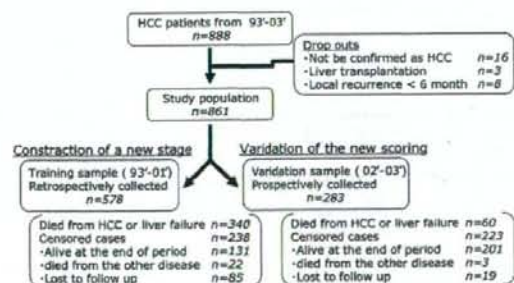 HCC patients from 93'-03'
n=888
Drop outs
·Not be confirmed as HCC n=16
·Liver transplantation n=3
·Local recurrence < 6 month n=8
Study population
n=861
Constraction of a new stage
Varidation of the new scoring
Training sample ( 93'-01')
Retrospectively collected
n=578
Varidation sample ( 02'-03')
Prospectively collected
n=283
Died from HCC or liver failure n=340
Censored cases n=238
·Alive at the end of period n=131
·died from the other disease n=22
·Lost to follow up n=85
Died from HCC or liver failure n=60
Censored cases n=223
·Alive at the end of period n=201
·died from the other disease n=3
·Lost to follow up n=19